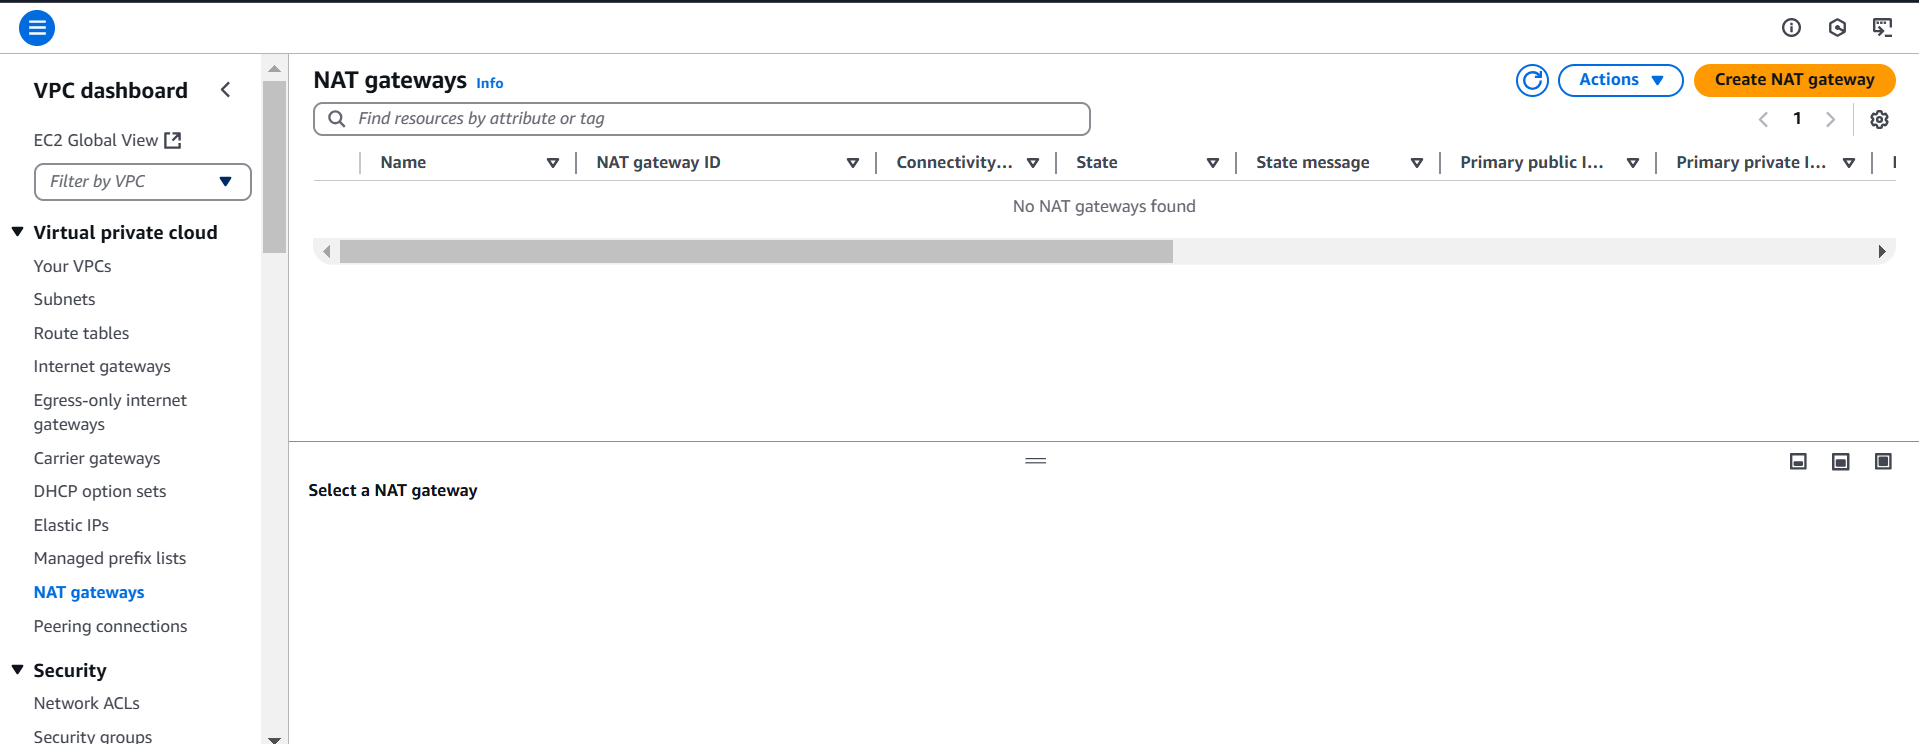 VPC dashboard
EC2 Global View
Filter by VPC
Virtual private cloud
Your VPCs
Subnets
Route tables
Internet gateways
Egress-only internet
gateways
Carrier gateways
DHCP option sets
Elastic IPs
Managed prefix lists
NAT gateways
Peering connections
Security
Network ACLs
Security groups
NAT gateways Info
Actions
Create NAT gateway
Find resources by attribute or tag
1
Name NAT gateway ID Connectivity... State State message Primary public I... Primary private I...
No NAT gateways found
Select a NAT gateway